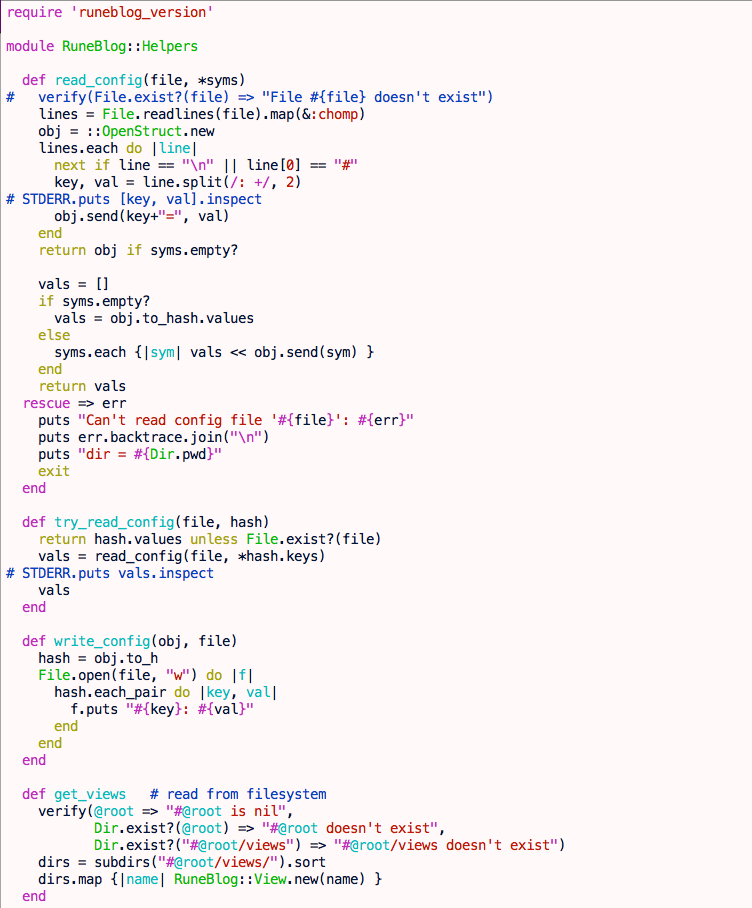 require 'runeblog_version'

module RuneBlog::Helpers

  def read_config(file, *syms)
#   verify(File.exist?(file) => "File #{file} doesn't exist")
    lines = File.readlines(file).map(&:chomp)
    obj = ::OpenStruct.new
    lines.each do |line|
      next if line == "\n" || line[0] == "#"
      key, val = line.split(/: +/, 2)
# STDERR.puts [key, val].inspect
      obj.send(key+"=", val)
    end
    return obj if syms.empty?

    vals = []
    if syms.empty?
      vals = obj.to_hash.values
    else
      syms.each {|sym| vals << obj.send(sym) }
    end
    return vals
  rescue => err
    puts "Can't read config file '#{file}': #{err}"
    puts err.backtrace.join("\n")
    puts "dir = #{Dir.pwd}"
    exit
  end

  def try_read_config(file, hash)
    return hash.values unless File.exist?(file)
    vals = read_config(file, *hash.keys)
# STDERR.puts vals.inspect
    vals
  end

  def write_config(obj, file)
    hash = obj.to_h
    File.open(file, "w") do |f|
      hash.each_pair do |key, val|
        f.puts "#{key}: #{val}"
      end
    end
  end

  def get_views   # read from filesystem
    verify(@root => "#@root is nil",
           Dir.exist?(@root) => "#@root doesn't exist",
           Dir.exist?("#@root/views") => "#@root/views doesn't exist")
    dirs = subdirs("#@root/views/").sort
    dirs.map {|name| RuneBlog::View.new(name) }
  end